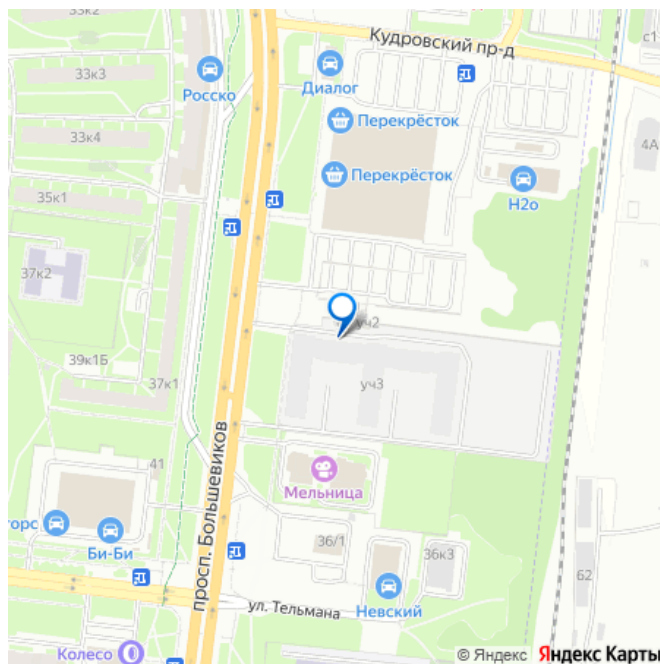 33к2
Кудровский пр-д
33к3
Росско
Диалог
Перекрёсток
33к4
4А
Перекрёсток
35к1
Н2о
37к2
уч2
39к1Б
37к1
уч3
просп. Большевиков
41
Мельница
торс
Би-Би
36/1
36к3
62
ул. Тельмана
Невский
Колесо
© Яндекс Яндекс Карты